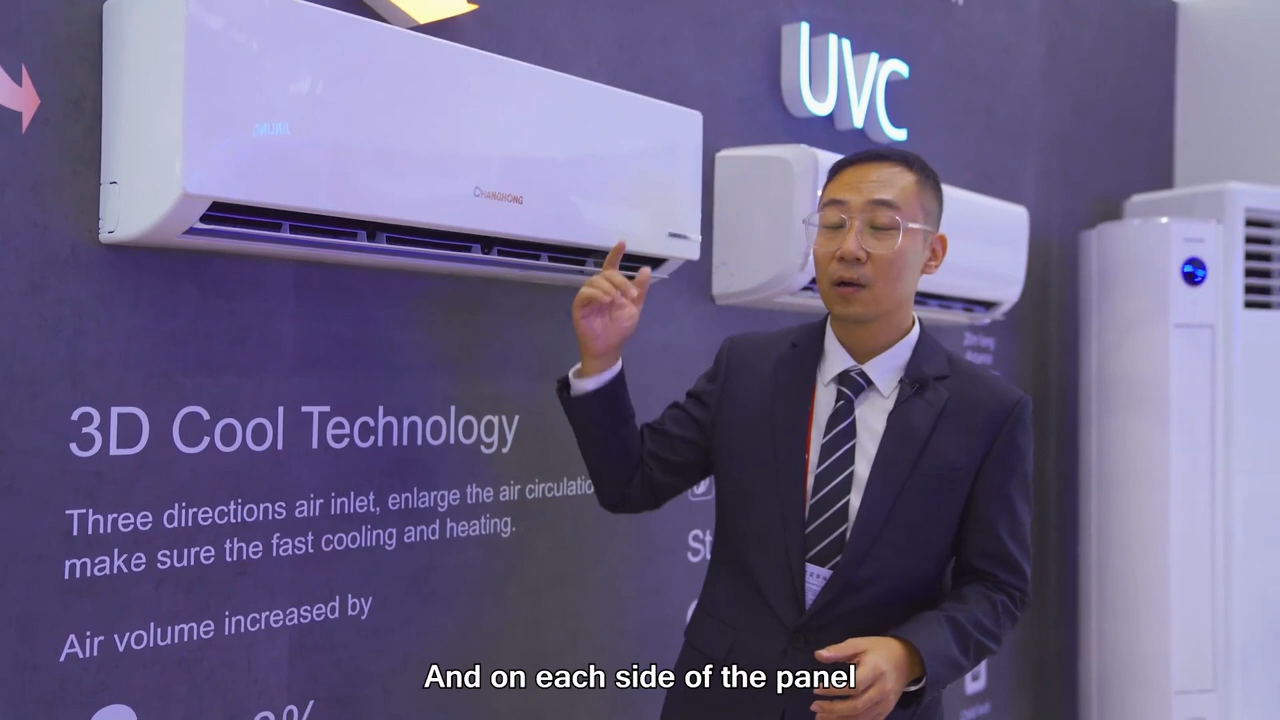 UVC
CHANGHONG
3D Cool Technology
Three directions air inlet, enlarge the air circulatio
make sure the fast cooling and heating.
St
Air volume increased by
%
And on each side of the panel